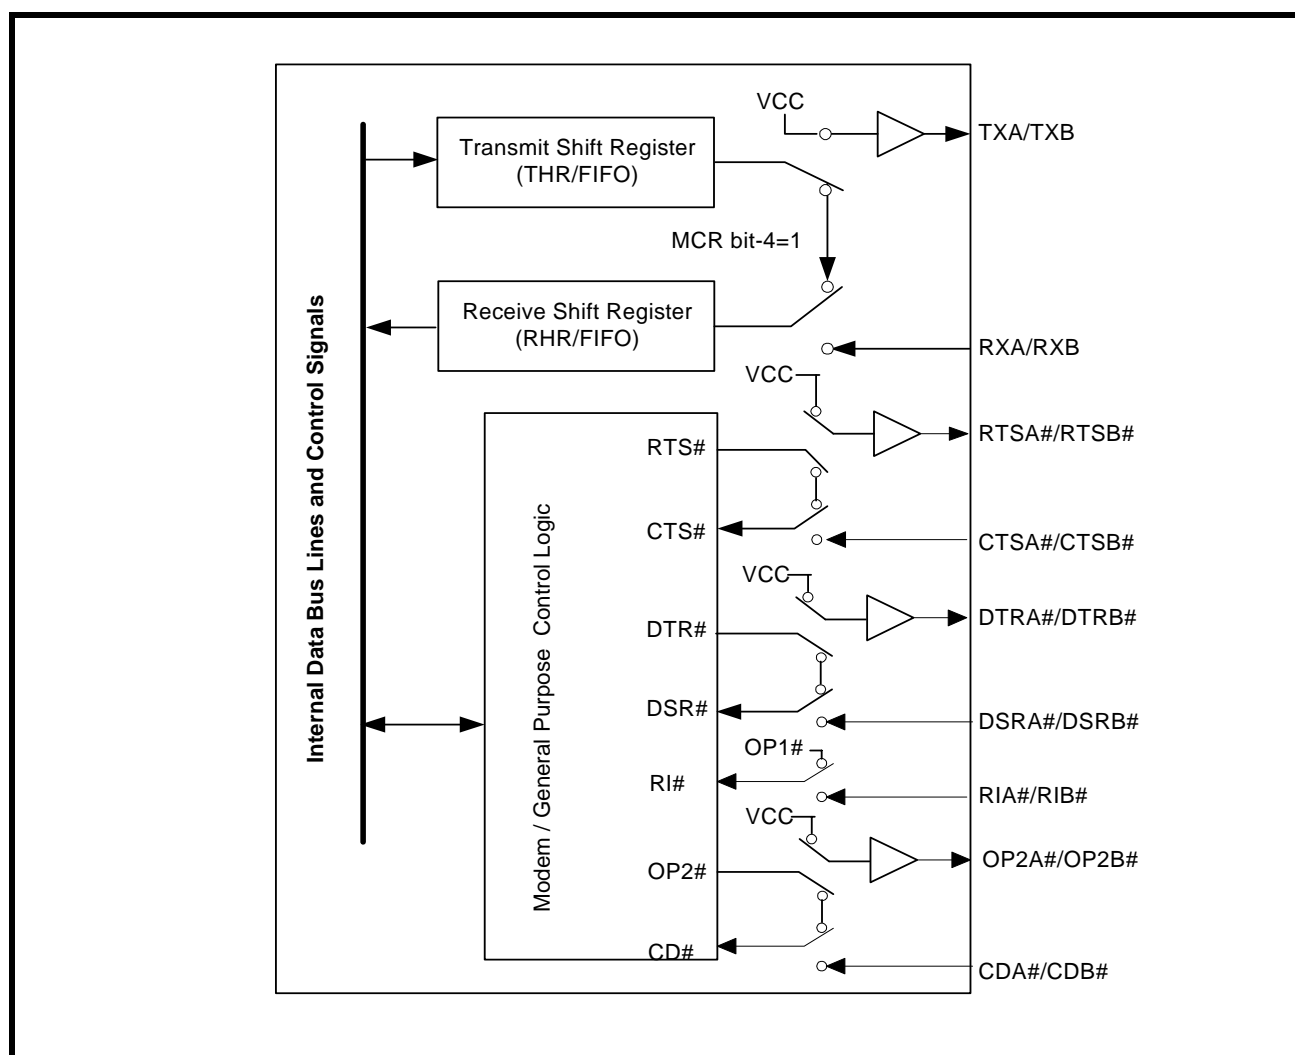 VCC
TXA/TXB
Transmit Shift Register
(THR/FIFO)
MCR bit-4=1
Receive Shift Register
(RHR/FIFO)
RXA/RXB
VCC
RTSA#/RTSB#
RTS#
CTS#
CTSA#/CTSB#
VCC
DTRA#/DTRB#
DTR#
DSR#
DSRA#/DSRB#
OP1#
RI#
RIA#/RIB#
VCC
OP2A#/OP2B#
OP2#
CD#
CDA#/CDB#
Internal Data Bus Lines and Control Signals
Modem / General Purpose Control Logic